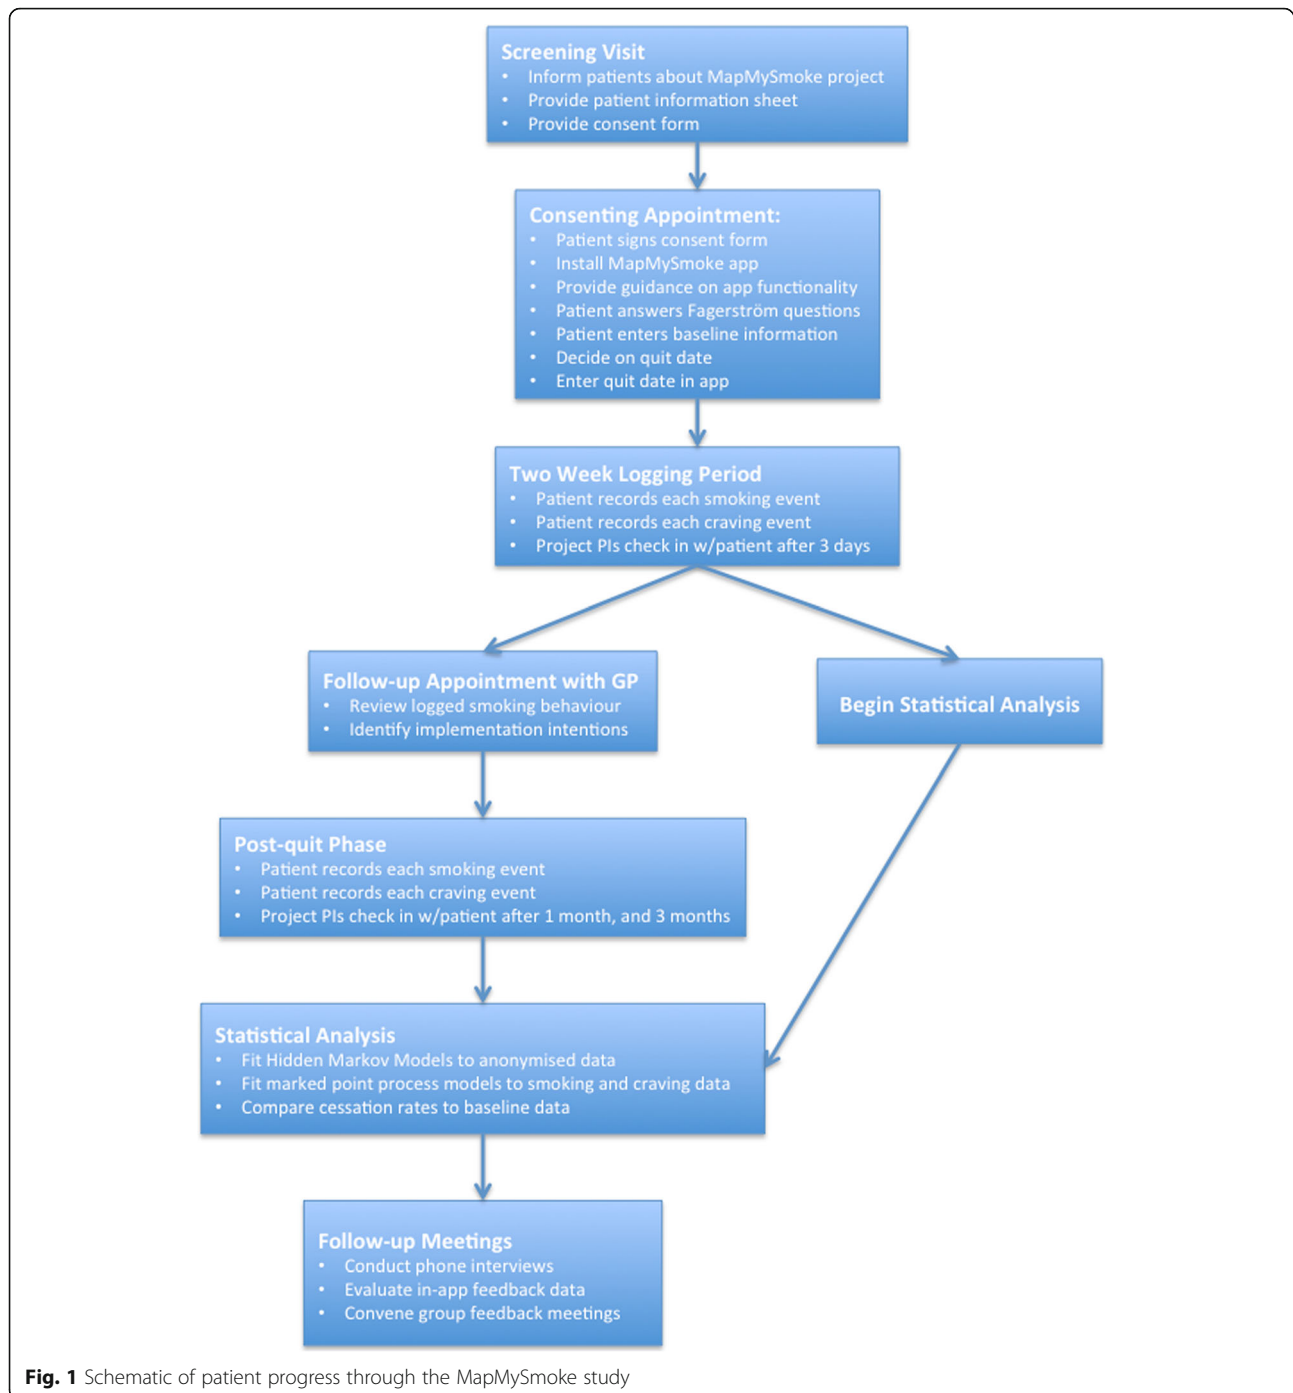 Screening Visit
• Inform patients about MapMySmoke project
• Provide patient information sheet
• Provide consent form
Consenting Appointment:
• Patient signs consent form
• Install MapMySmoke app
• Provide guidance on app functionality
• Patient answers Fagerström questions
• Patient enters baseline information
• Decide on quit date
• Enter quit date in app
Two Week Logging Period
• Patient records each smoking event
• Patient records each craving event
• Project PIs check in w/patient after 3 days
Follow-up Appointment with GP
• Review logged smoking behaviour
• Identify implementation intentions
Begin Statistical Analysis
Post-quit Phase
• Patient records each smoking event
• Patient records each craving event
• Project PIs check in w/patient after 1 month, and 3 months
Statistical Analysis
• Fit Hidden Markov Models to anonymised data
• Fit marked point process models to smoking and craving data
• Compare cessation rates to baseline data
Follow-up Meetings
• Conduct phone interviews
• Evaluate in-app feedback data
• Convene group feedback meetings
Fig. 1 Schematic of patient progress through the MapMySmoke study